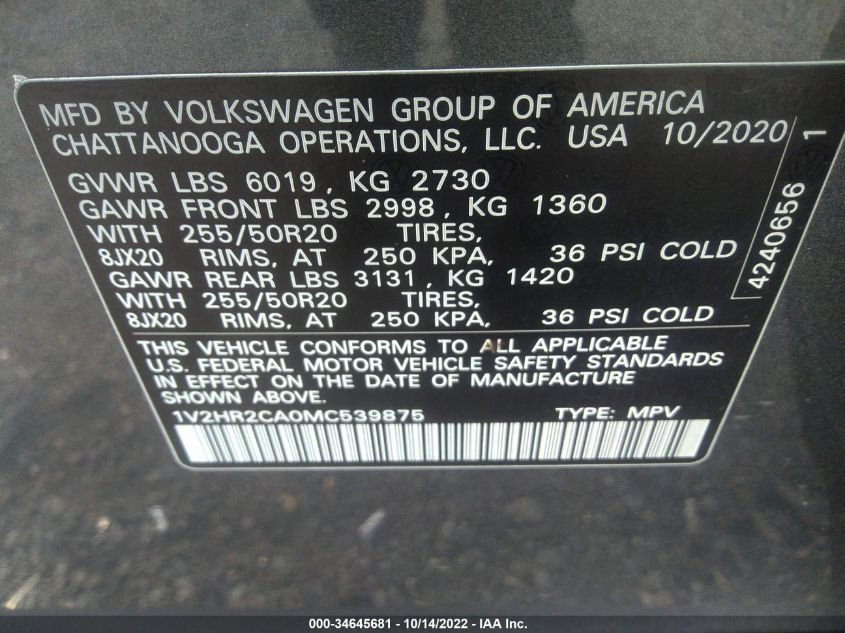 MFD BY VOLKSWAGEN GROUP OF AMERICA
CHATTANOOGA OPERATIONS, LLC. USA 10/2020
GVWR LBS 6019, KG 2730
GAWR FRONT LBS 2998, KG 1360
WITH 255/50R20 TIRES,
8JX20 RIMS, AT 250 KPA, 36 PSI COLD
GAWR REAR LBS 3131, KG 1420
WITH 255/50R20 TIRES,
8JX20 RIMS, AT 250 KPA, 36 PSI COLD
4240656 1
THIS VEHICLE CONFORMS TO ALL APPLICABLE
U.S. FEDERAL MOTOR VEHICLE SAFETY STANDARDS
IN EFFECT ON THE DATE OF MANUFACTURE
SHOWN ABOVE.
1V2HR2CA0MC539875 TYPE: MPV
000-34645681 - 10/14/2022 - IAA Inc.